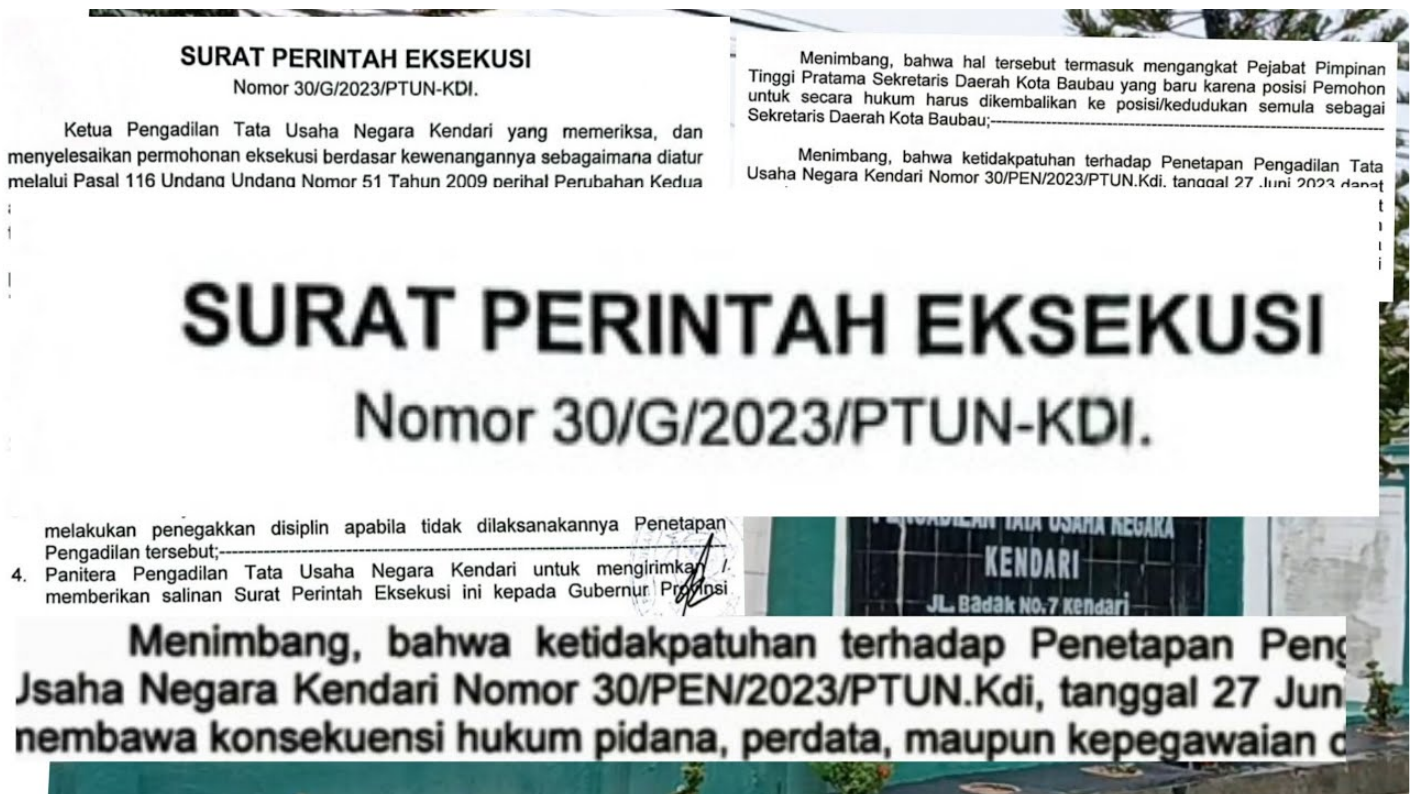 SURAT PERINTAH EKSEKUSI
Nomor 30/G/2023/PTUN-KDI.
Ketua Pengadilan Tata Usaha Negara Kendari yang memeriksa, dan
menyelesaikan permohonan eksekusi berdasar kewenangannya sebagaimana diatur
melalui Pasal 116 Undang Undang Nomor 51 Tahun 2009 perihal Perubahan Kedua
Menimbang, bahwa hal tersebut termasuk mengangkat Pejabat Pimpinan
Tinggi Pratama Sekretaris Daerah Kota Baubau yang baru karena posisi Pemohon
untuk secara hukum harus dikembalikan ke posisi/kedudukan semula sebagai
Sekretaris Daerah Kota Baubau;
Menimbang, bahwa ketidakpatuhan terhadap Penetapan Pengadilan Tata
Usaha Negara Kendari Nomor 30/PEN/2023/PTUN.Kdi, tanggal 27 Juni 2023 dapat
SURAT PERINTAH EKSEKUSI
Nomor 30/G/2023/PTUN-KDI.
melakukan penegakkan disiplin apabila tidak dilaksanakannya Penetapan
Pengadilan tersebut;
4. Panitera Pengadilan Tata Usaha Negara Kendari untuk mengirimkan /
memberikan salinan Surat Perintah Eksekusi ini kepada Gubernur Provinsi
PENGADILAN TATA USAHA NEGARA
KENDARI
JL. Badak NO.7 Kendari
Menimbang, bahwa ketidakpatuhan terhadap Penetapan Peng
Usaha Negara Kendari Nomor 30/PEN/2023/PTUN.Kdi, tanggal 27 Jun
membawa konsekuensi hukum pidana, perdata, maupun kepegawaian